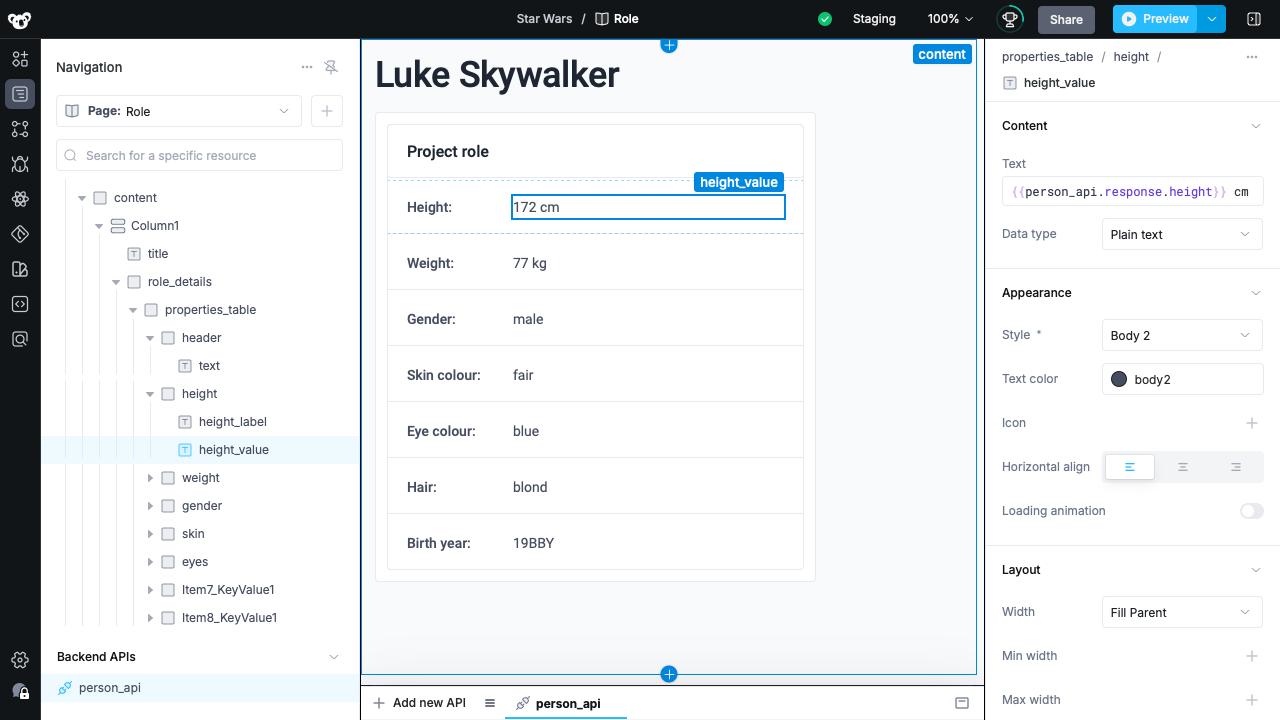 Star Wars / Role
Staging
100%
Share
Preview
Navigation
Page: Role
Search for a specific resource
content
Column1
title
role_details
properties_table
header
text
height
height_label
height_value
weight
gender
skin
eyes
Item7_KeyValue1
Item8_KeyValue1
Backend APIs
person_api
content
Luke Skywalker
Project role
height_value
Height: 172 cm
Weight: 77 kg
Gender: male
Skin colour: fair
Eye colour: blue
Hair: blond
Birth year: 19BBY
Add new API
person_api
properties_table / height /
height_value
Content
Text
{{person_api.response.height}} cm
Data type Plain text
Appearance
Style * Body 2
Text color body2
Icon
Horizontal align
Loading animation
Layout
Width Fill Parent
Min width
Max width